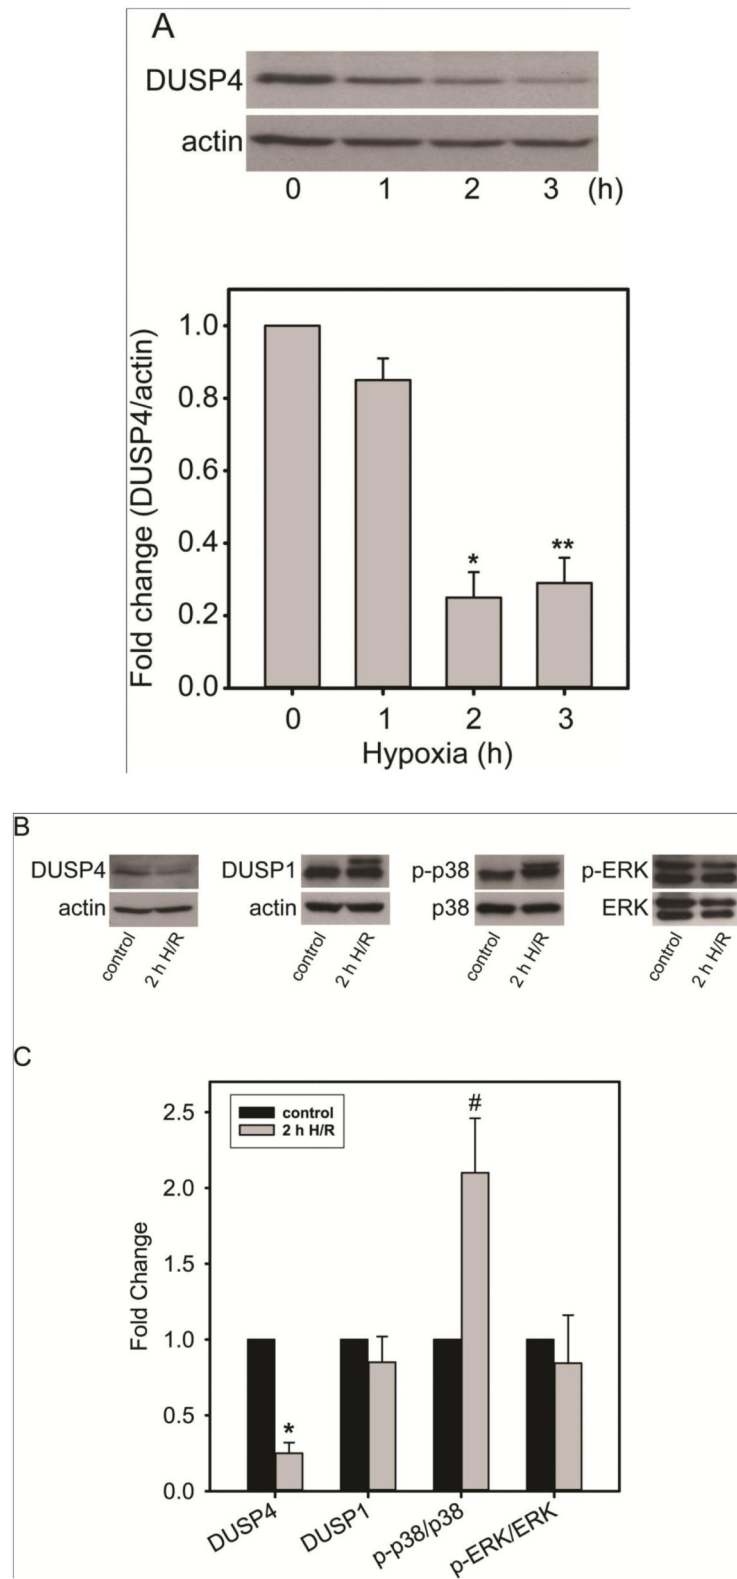 A
DUSP4
actin
0 1 2 3 (h)
Fold change (DUSP4/actin)
1.0
0.8
0.6
0.4
0.2
0.0
*
**
0 1 2 3
Hypoxia (h)
B
DUSP4
actin
control
2 h H/R
DUSP1
actin
control
2 h H/R
p-p38
p38
control
2 h H/R
p-ERK
ERK
control
2 h H/R
C
Fold Change
2.5
2.0
1.5
1.0
0.5
0.0
control
2 h H/R
*
#
DUSP4
DUSP1
p-p38/p38
p-ERK/ERK